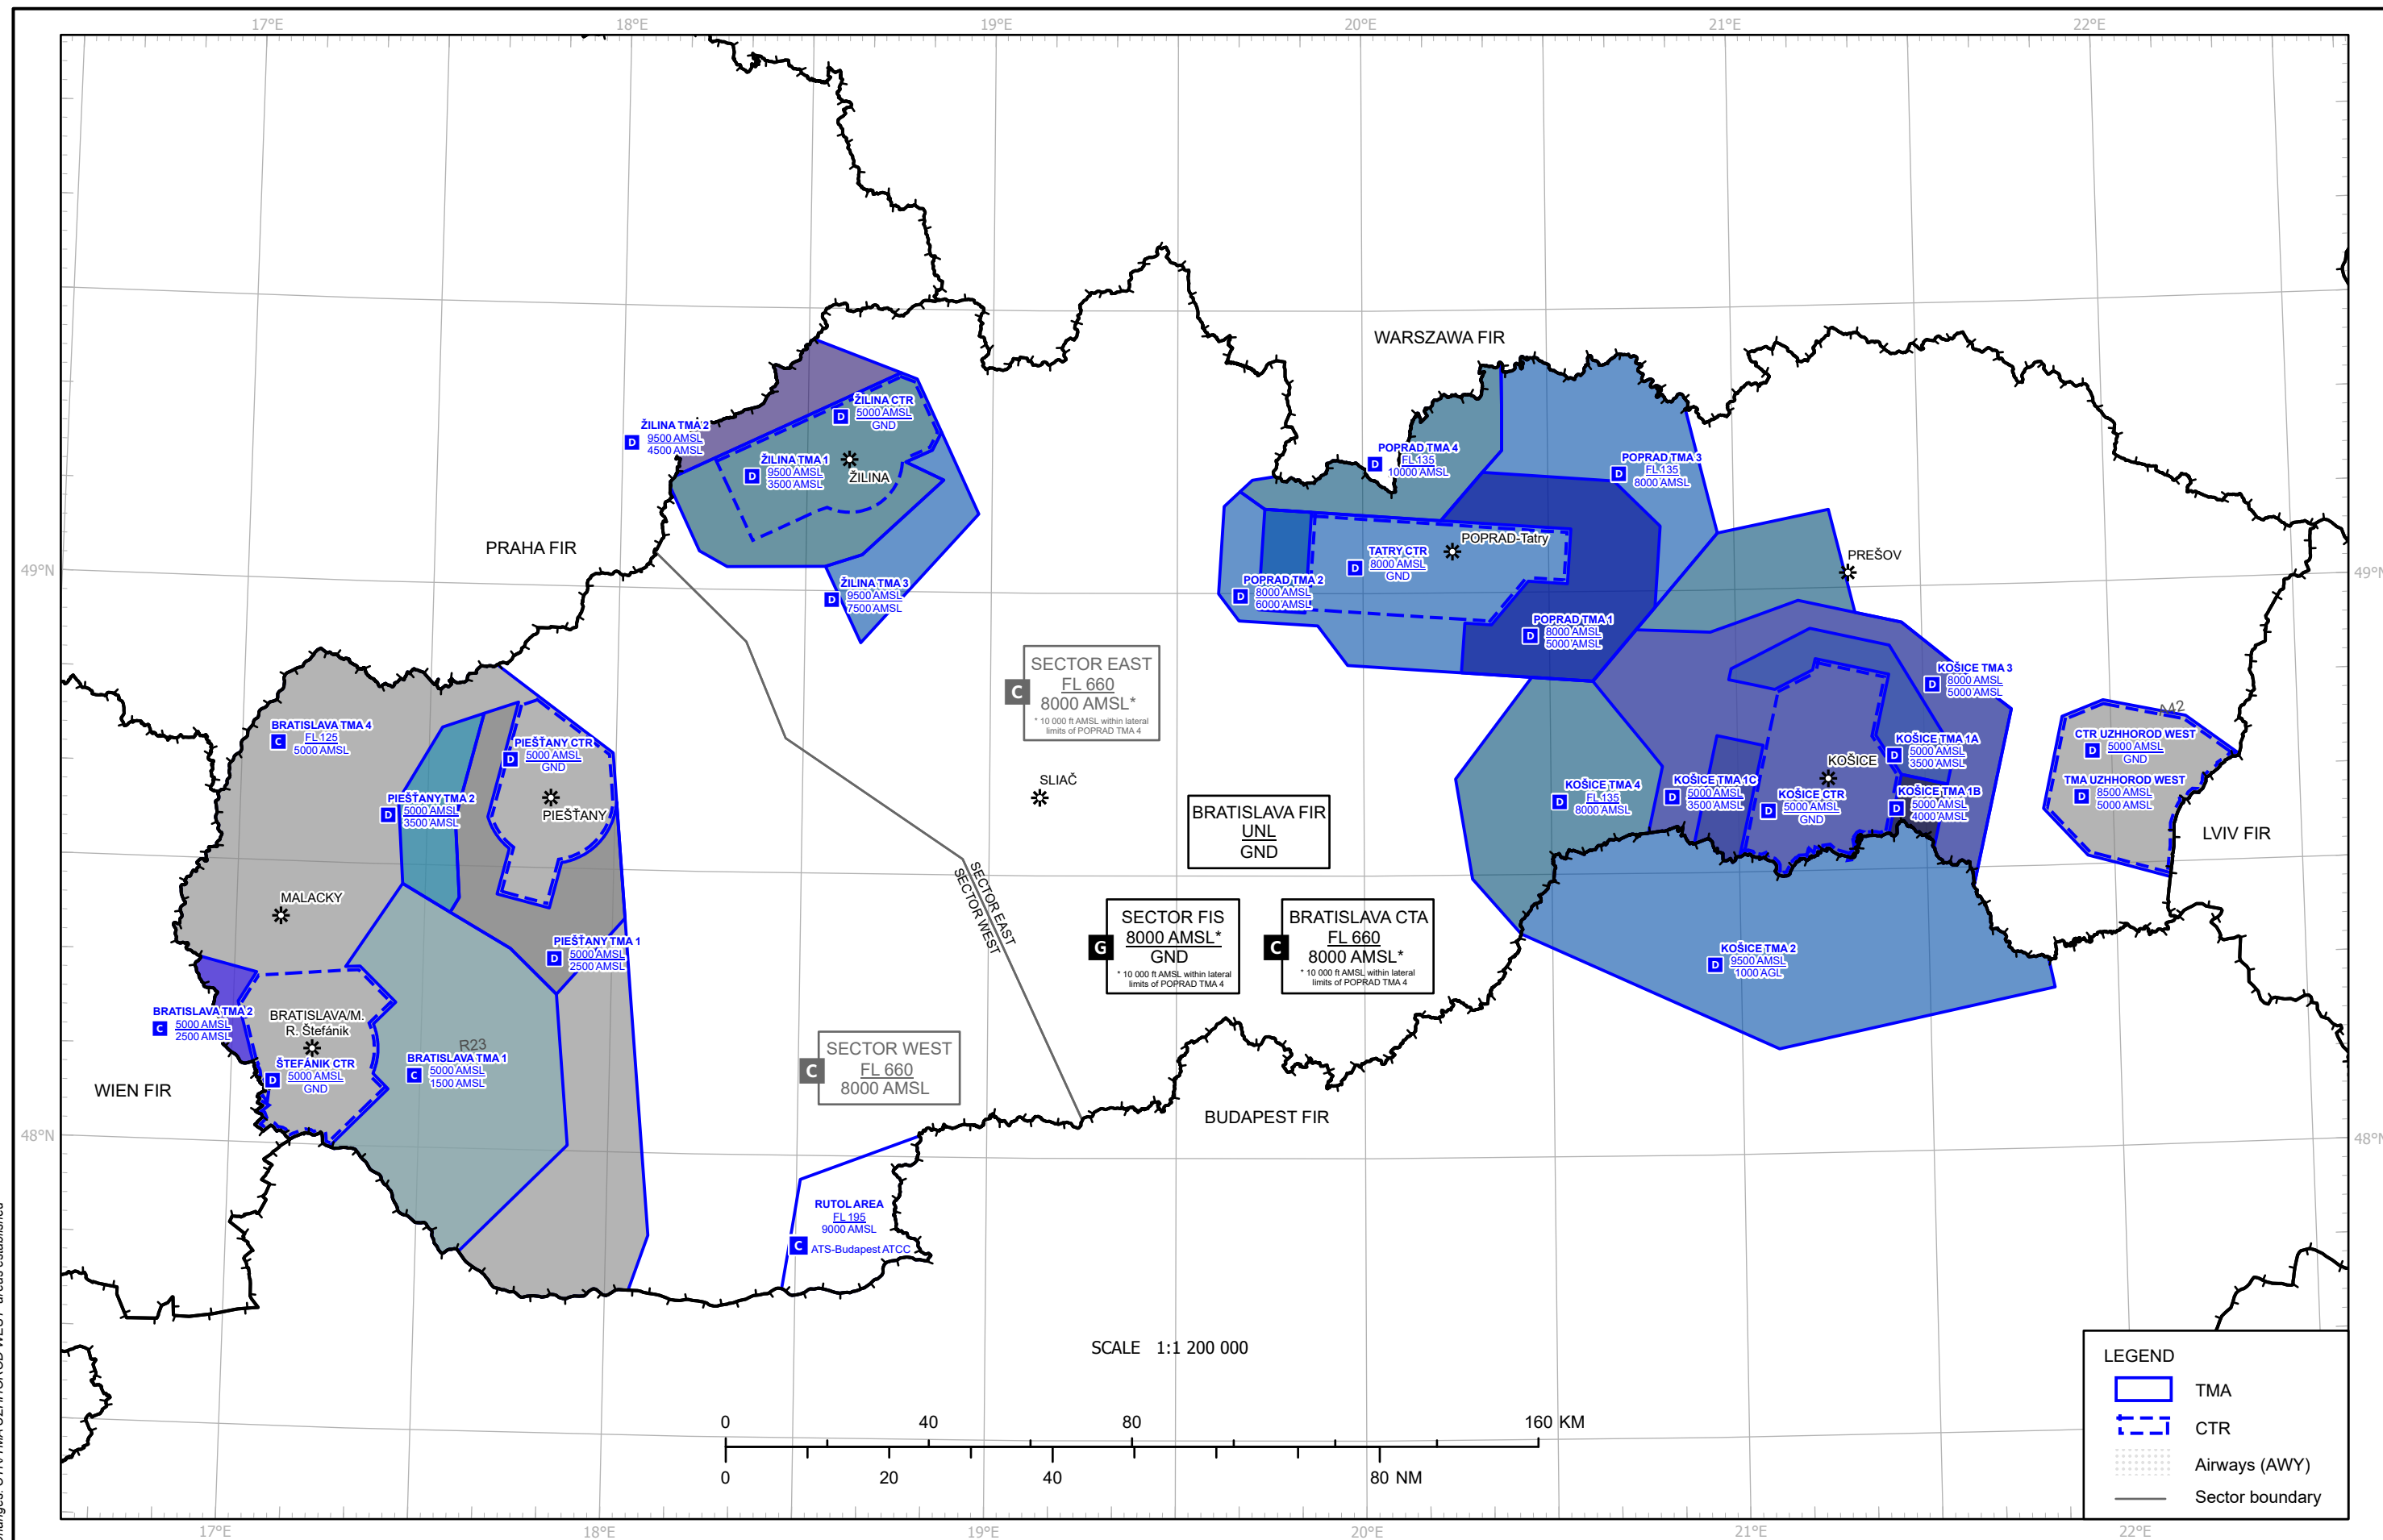 17°E 18°E 19°E 20°E 21°E 22°E
WARSZAWA FIR
ŽILINA CTR
D 5000 AMSL
GND
ŽILINA TMA 2
D 9500 AMSL
4500 AMSL
ŽILINA TMA 1
D 9500 AMSL
3500 AMSL
ŽILINA
POPRAD TMA 4
D FL 135
10000 AMSL
POPRAD TMA 3
D FL 135
8000 AMSL
PRAHA FIR
POPRAD-Tatry
TATRY CTR
D 8000 AMSL
GND
PREŠOV
49°N
49°N
ŽILINA TMA 3
D 9500 AMSL
7500 AMSL
POPRAD TMA 2
D 8000 AMSL
6000 AMSL
POPRAD TMA 1
D 8000 AMSL
5000 AMSL
SECTOR EAST
C FL 660
8000 AMSL*
* 10 000 ft AMSL within lateral
limits of POPRAD TMA 4
KOŠICE TMA 3
D 8000 AMSL
5000 AMSL
A42
BRATISLAVA TMA 4
C FL 125
5000 AMSL
PIEŠŤANY CTR
D 5000 AMSL
GND
KOŠICE TMA 1A
D 5000 AMSL
3500 AMSL
CTR UZHHOROD WEST
D 5000 AMSL
GND
TMA UZHHOROD WEST
D 8500 AMSL
5000 AMSL
KOŠICE
SLIAČ
PIEŠŤANY TMA 2
D 5000 AMSL
3500 AMSL
PIEŠŤANY
KOŠICE TMA 4
D FL 135
8000 AMSL
KOŠICE TMA 1C
D 5000 AMSL
3500 AMSL
KOŠICE CTR
D 5000 AMSL
GND
KOŠICE TMA 1B
D 5000 AMSL
4000 AMSL
BRATISLAVA FIR
UNL
GND
LVIV FIR
SECTOR EAST
SECTOR WEST
MALACKY
SECTOR FIS
G 8000 AMSL*
GND
* 10 000 ft AMSL within lateral
limits of POPRAD TMA 4
BRATISLAVA CTA
C FL 660
8000 AMSL*
* 10 000 ft AMSL within lateral
limits of POPRAD TMA 4
PIEŠŤANY TMA 1
D 5000 AMSL
2500 AMSL
KOŠICE TMA 2
D 9500 AMSL
1000 AGL
BRATISLAVA TMA 2
C 5000 AMSL
2500 AMSL
BRATISLAVA/M.
R. Štefánik
ŠTEFÁNIK CTR
D 5000 AMSL
GND
R23
BRATISLAVA TMA 1
C 5000 AMSL
1500 AMSL
SECTOR WEST
C FL 660
8000 AMSL
WIEN FIR
BUDAPEST FIR
48°N
48°N
RUTOL AREA
FL 195
9000 AMSL
C ATS-Budapest ATCC
SCALE 1:1 200 000
0 40 80 160 KM
0 20 40 80 NM
LEGEND
TMA
CTR
Airways (AWY)
Sector boundary
17°E 18°E 19°E 20°E 21°E 22°E